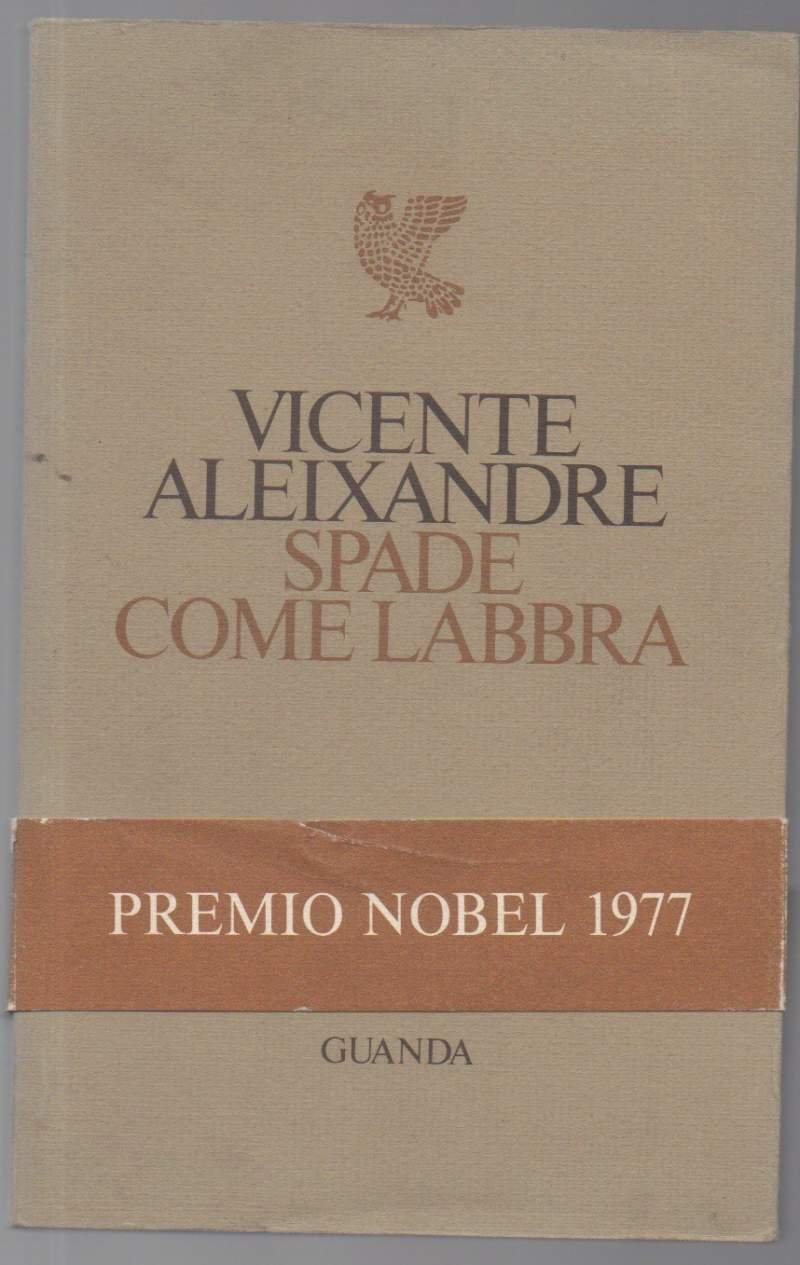 VICENTE
ALEIXANDRE
SPADE
COME LABBRA
PREMIO NOBEL 1977
GUANDA